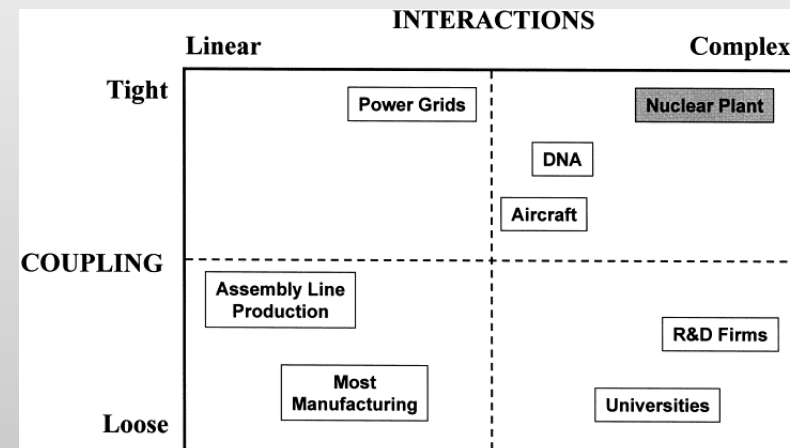 INTERACTIONS
Linear
Complex
Tight
Power Grids
Nuclear Plant
DNA
Aircraft
COUPLING
Assembly Line
Production
R&D Firms
Most
Manufacturing
Universities
Loose